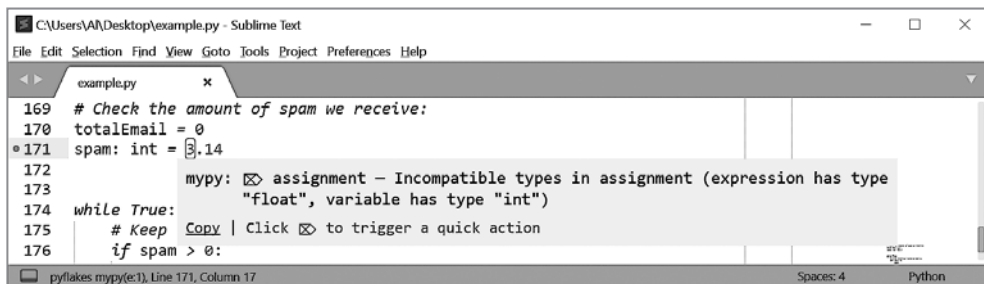 C:\Users\Al\Desktop\example.py - Sublime Text
File Edit Selection Find View Goto Tools Project Preferences Help
example.py ×
169 # Check the amount of spam we receive:
170 totalEmail = 0
171 spam: int = 3.14
172
mypy: assignment — Incompatible types in assignment (expression has type
173
"float", variable has type "int")
174 while True:
175 # Keep
Copy | Click to trigger a quick action
176 if spam > 0:
pyflakes mypy(e:1), Line 171, Column 17 Spaces: 4 Python